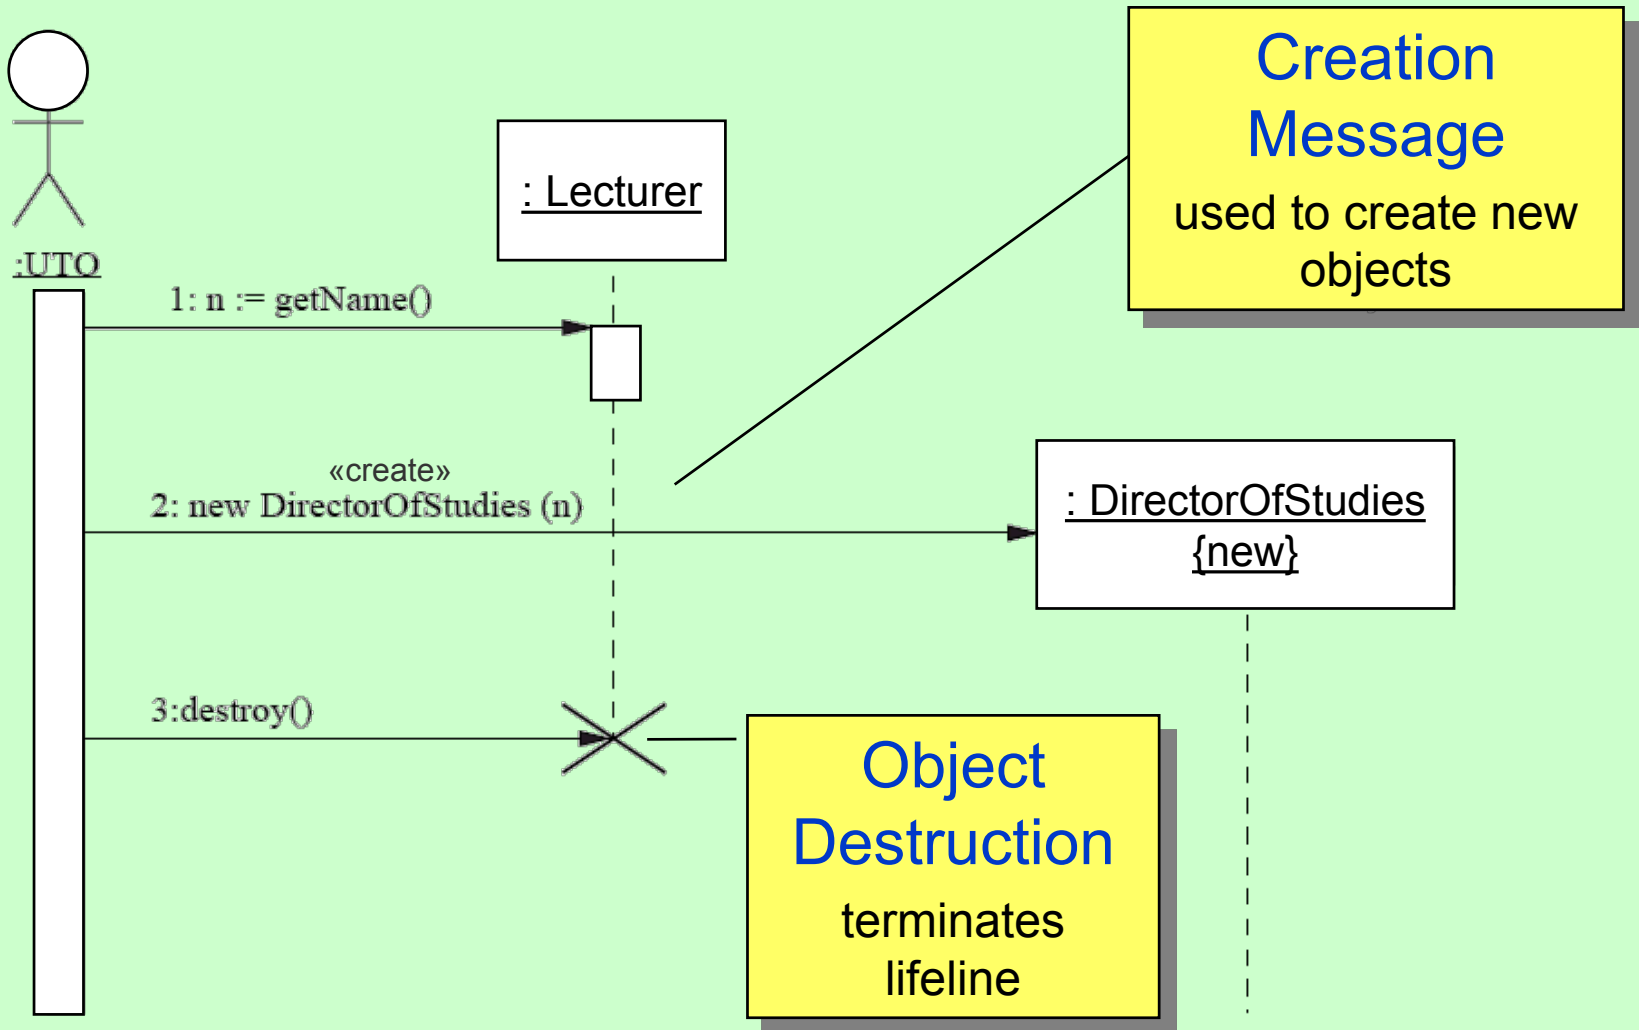 Creation
Message
used to create new
objects
: Lecturer
:UTO
1: n := getName()
«create»
2: new DirectorOfStudies (n)
: DirectorOfStudies
{new}
3:destroy()
Object
Destruction
terminates
lifeline